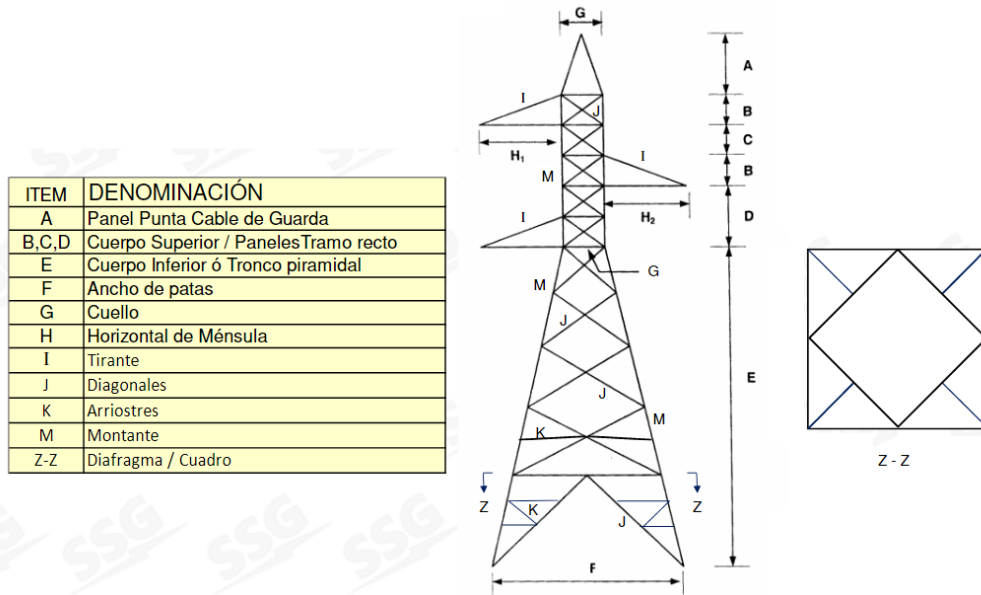 ITEM DENOMINACIÓN
A Panel Punta Cable de Guarda
B,C,D Cuerpo Superior / PanelesTramo recto
E Cuerpo Inferior ó Tronco piramidal
F Ancho de patas
G Cuello
H Horizontal de Ménsula
I Tirante
J Diagonales
K Arriostres
M Montante
Z-Z Diafragma / Cuadro
G
A
I
J
B
C
H₁
I
M
B
I
H₂
D
G
M
J
E
J
M
K
Z
Z
K
J
F
Z - Z
SSG
SSG
SSG